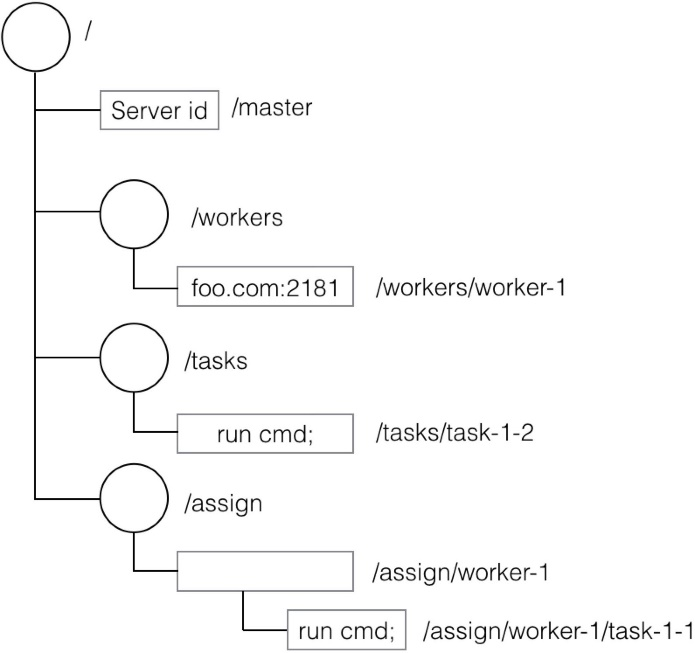 /
Server id /master
/workers
foo.com:2181 /workers/worker-1
/tasks
run cmd; /tasks/task-1-2
/assign
/assign/worker-1
run cmd; /assign/worker-1/task-1-1